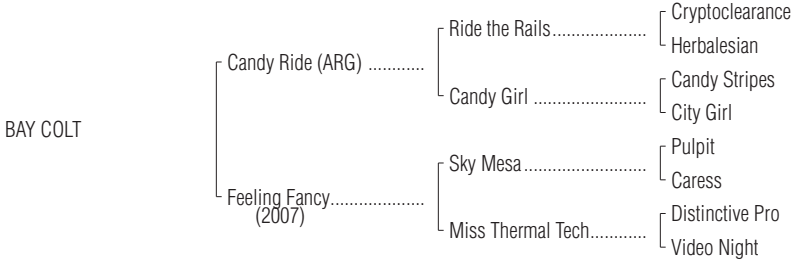 Cryptoclearance
Ride the Rails....................
Herbalesian
Candy Ride (ARG) ............
Candy Stripes
Candy Girl ........................
City Girl
BAY COLT
Pulpit
Sky Mesa..........................
Caress
Feeling Fancy....................
(2007)
Distinctive Pro
Miss Thermal Tech............
Video Night